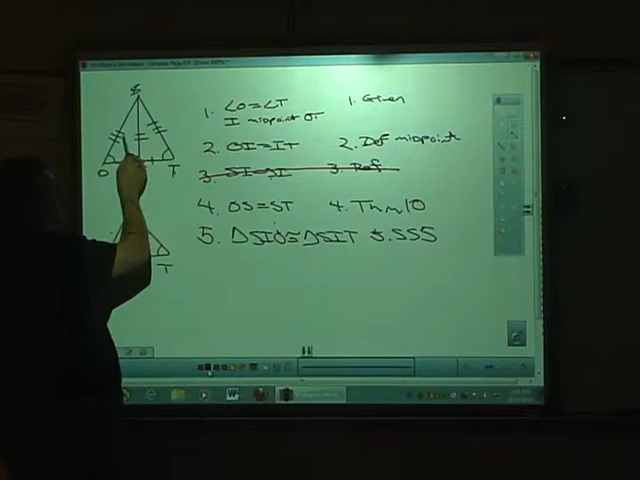 S
O
T
T
1. ∠O=∠T
I midpoint OT
1. Given
2. OI=IT
2. Def midpoint
3. SI=SI
3. Ref
4. OS=ST
4. Thm 10
5. △SIO≅△SIT
5. SSS